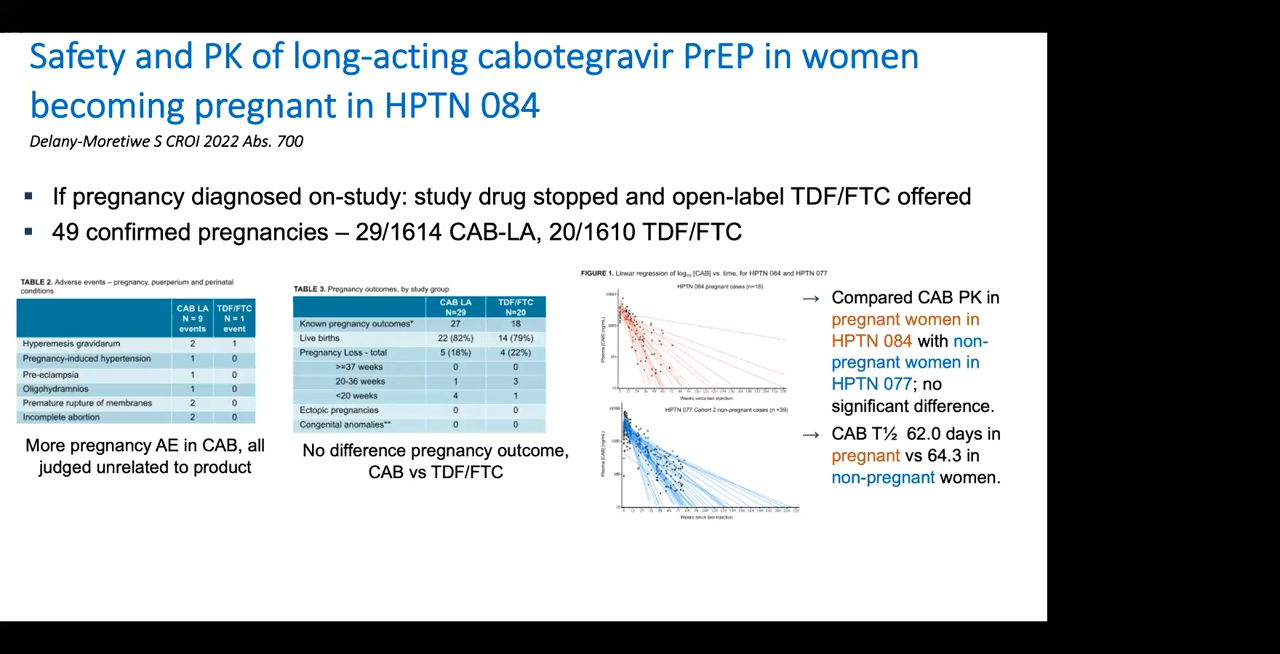 Safety and PK of long-acting cabotegravir PrEP in women
becoming pregnant in HPTN 084
Delany-Moretiwe S CROI 2022 Abs. 700
▪ If pregnancy diagnosed on-study: study drug stopped and open-label TDF/FTC offered
▪ 49 confirmed pregnancies – 29/1614 CAB-LA, 20/1610 TDF/FTC
TABLE 2. Adverse events – pregnancy, puerperium and perinatal
conditions
CAB LA TDF/FTC
N = 9 N = 1
events event
Hyperemesis gravidarum 2 1
Pregnancy-induced hypertension 1 0
Pre-eclampsia 1 0
Oligohydramnios 1 0
Premature rupture of membranes 2 0
Incomplete abortion 2 0
More pregnancy AE in CAB, all
judged unrelated to product
TABLE 3. Pregnancy outcomes, by study group
CAB LA TDF/FTC
N=29 N=20
Known pregnancy outcomes* 27 18
Live births 22 (82%) 14 (79%)
Pregnancy Loss - total 5 (18%) 4 (22%)
>=37 weeks 0 0
20-36 weeks 1 3
<20 weeks 4 1
Ectopic pregnancies 0 0
Congenital anomalies** 0 0
No difference pregnancy outcome,
CAB vs TDF/FTC
FIGURE 1. Linear regression of log₁₀ [CAB] vs. time, for HPTN 084 and HPTN 077
HPTN 084 pregnant cases (n=18)
Plasma [CAB] (ng/mL)
Weeks since last injection
HPTN 077 Cohort 2 non-pregnant cases (n =39)
Plasma [CAB] (ng/mL)
Weeks since last injection
→ Compared CAB PK in
pregnant women in
HPTN 084 with non-
pregnant women in
HPTN 077; no
significant difference.
→ CAB T½ 62.0 days in
pregnant vs 64.3 in
non-pregnant women.